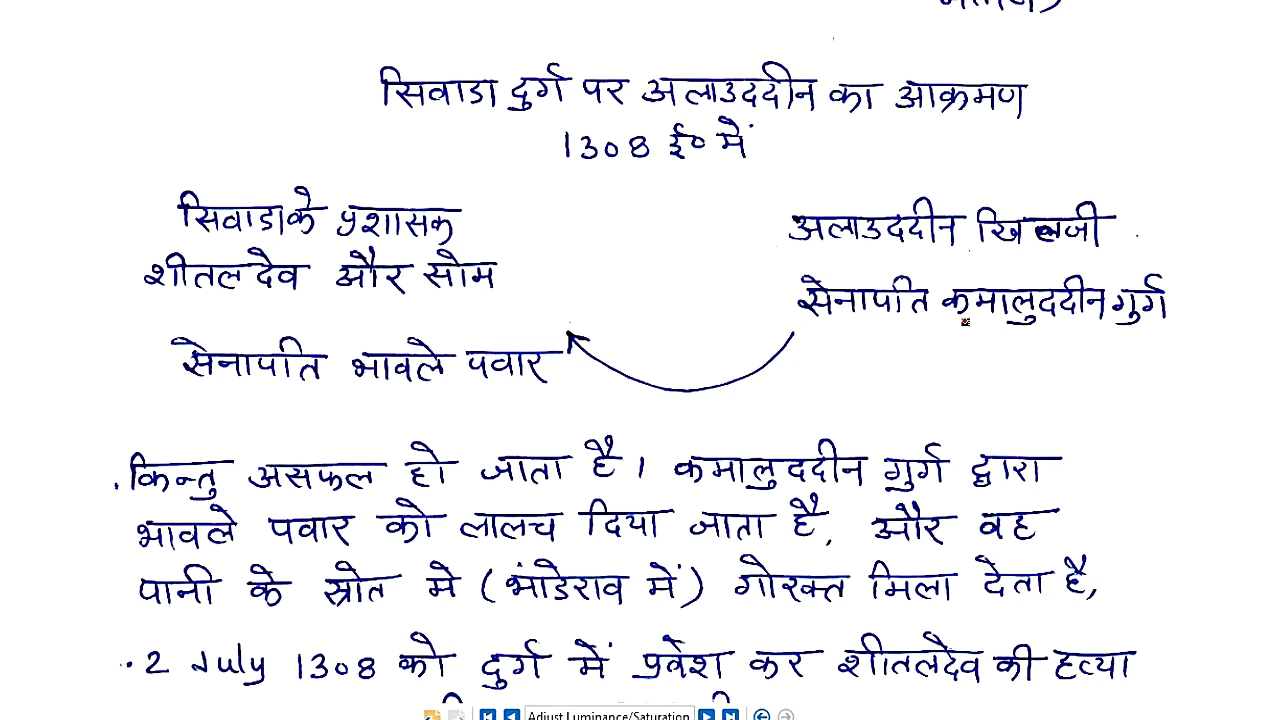 सिवाडा दुर्ग पर अलाउददीन का आक्रमण
1308 ई० में
सिवाडा के प्रशासक
शीतलदेव और सोम
सेनापति भावले पवार
अलाउददीन खिलजी
सेनापति कमालुददीन गुर्ग
. किन्तु असफल हो जाता है। कमालुददीन गुर्ग द्वारा
भावले पवार को लालच दिया जाता है, और वह
पानी के स्रोत मे (भांडेराव में) गोरक्त मिला देता है,
. 2 July 1308 को दुर्ग में प्रवेश कर शीतलदेव की हत्या
Adjust Luminance/Saturation